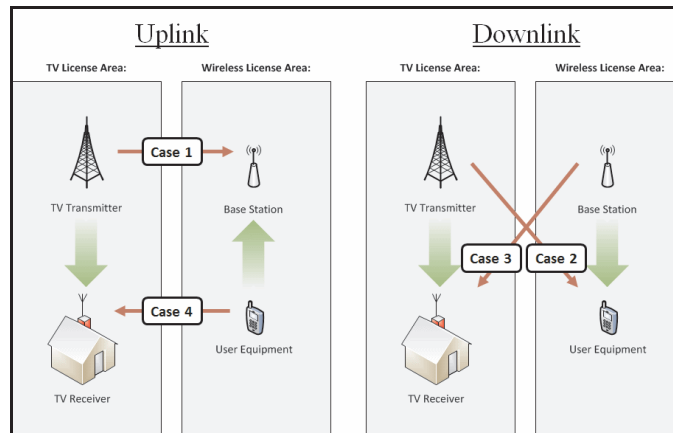 Uplink
TV License Area:
Wireless License Area:
Case 1
TV Transmitter
Base Station
Case 4
User Equipment
TV Receiver
Downlink
TV License Area:
Wireless License Area:
TV Transmitter
Base Station
Case 3
Case 2
User Equipment
TV Receiver